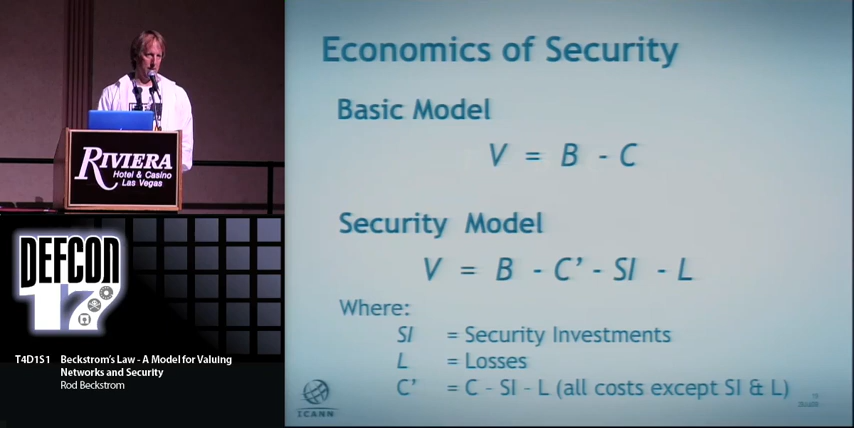 Economics of Security
Basic Model
V = B - C
Security Model
V = B - C’ - SI - L
Where:
SI = Security Investments
L = Losses
C’ = C – SI – L (all costs except SI & L)
ICANN
RIVIERA
Hotel & Casino
Las Vegas
DEFCON
17
T4D1S1 Beckstrom’s Law - A Model for Valuing
Networks and Security
Rod Beckstrom